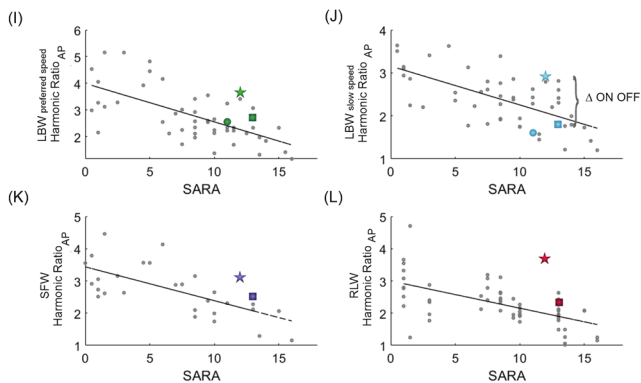 (I)
LBW preferred speed
Harmonic Ratio AP
6
5
4
3
2
0 5 10 15
SARA
(J)
LBW slow speed
Harmonic Ratio AP
4
3
2
1
Δ ON OFF
0 5 10 15
SARA
(K)
SFW
Harmonic Ratio AP
5
4
3
2
1
0 5 10 15
SARA
(L)
RLW
Harmonic Ratio AP
5
4
3
2
1
0 5 10 15
SARA